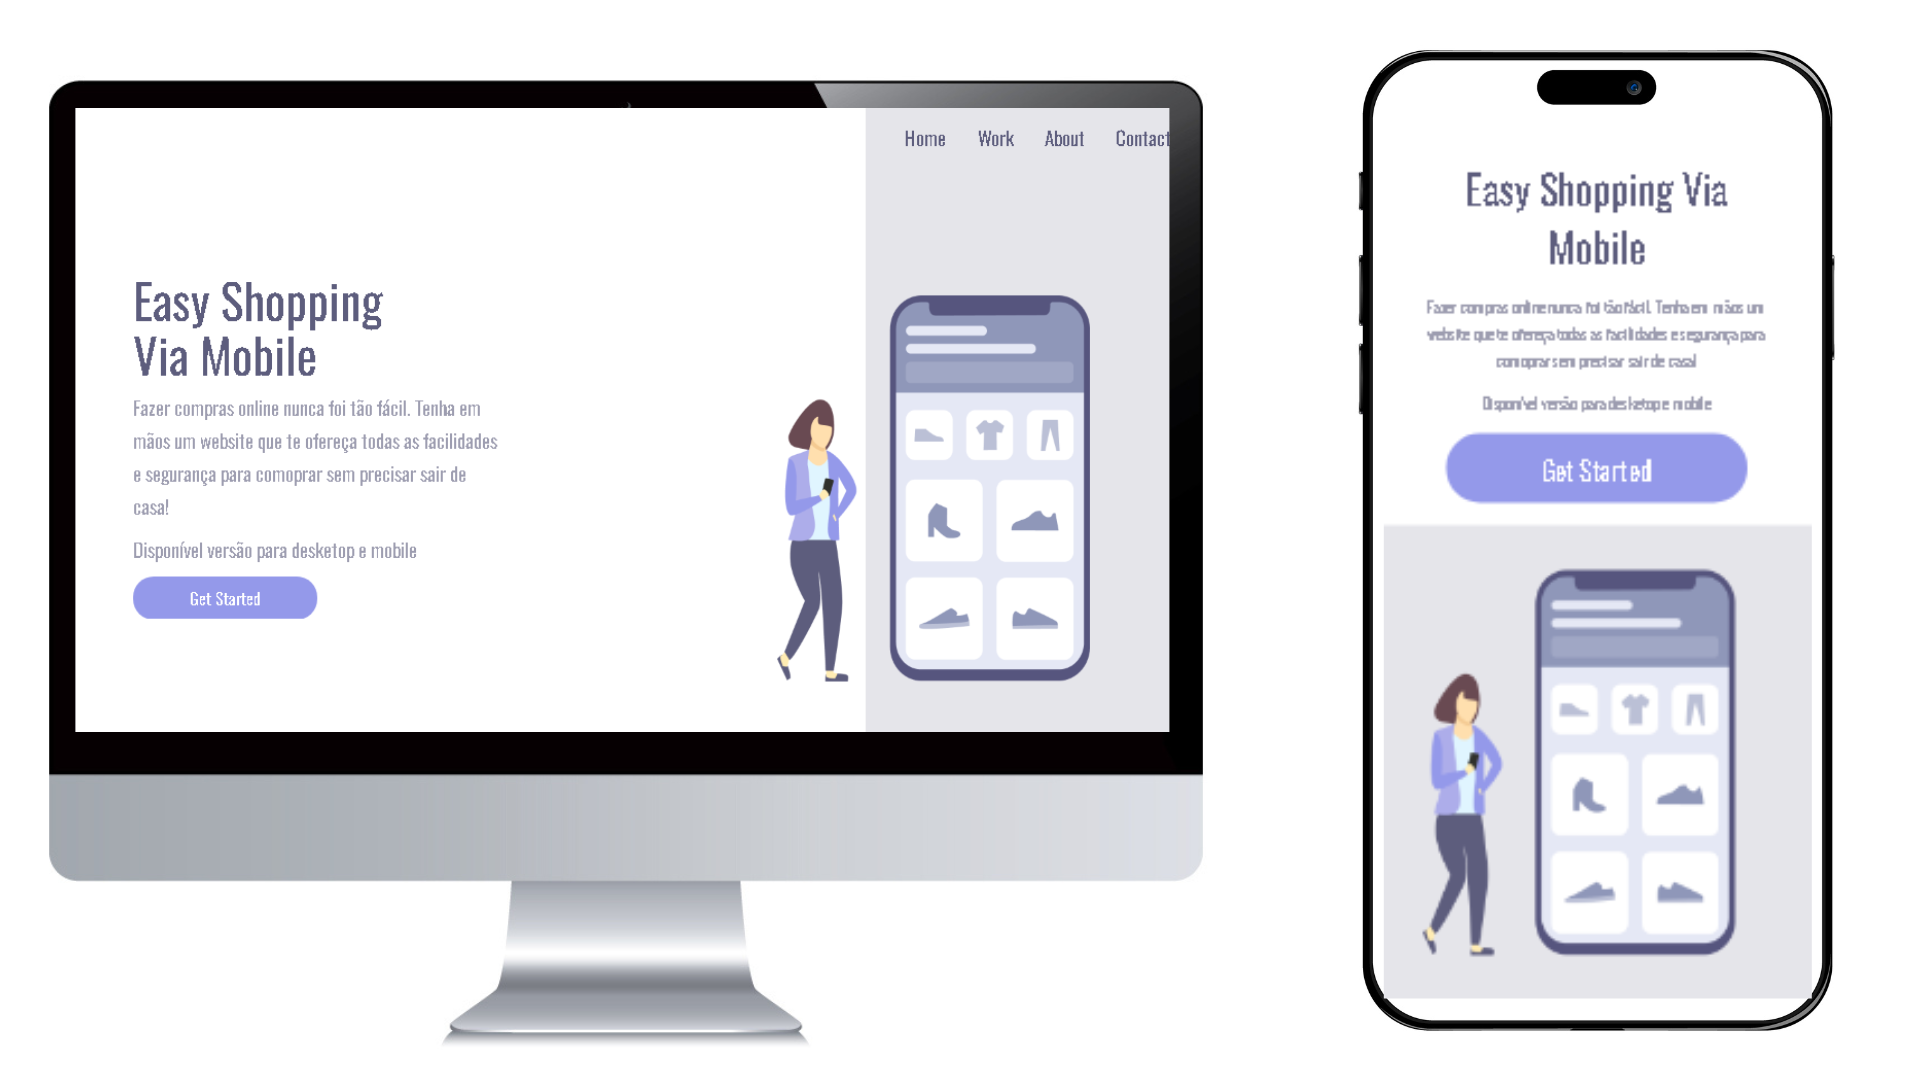 Home Work About Contact
Easy Shopping
Via Mobile
Fazer compras online nunca foi tão fácil. Tenha em
mãos um website que te ofereça todas as facilidades
e segurança para comoprar sem precisar sair de
casa!
Disponível versão para desketop e mobile
Get Started
Easy Shopping Via
Mobile
Fazer compras online nunca foi tão fácil. Tenha em mãos um
website que te ofereça todas as facilidades e segurança para
comoprar sem precisar sair de casa!
Disponível versão para desketop e mobile
Get Started